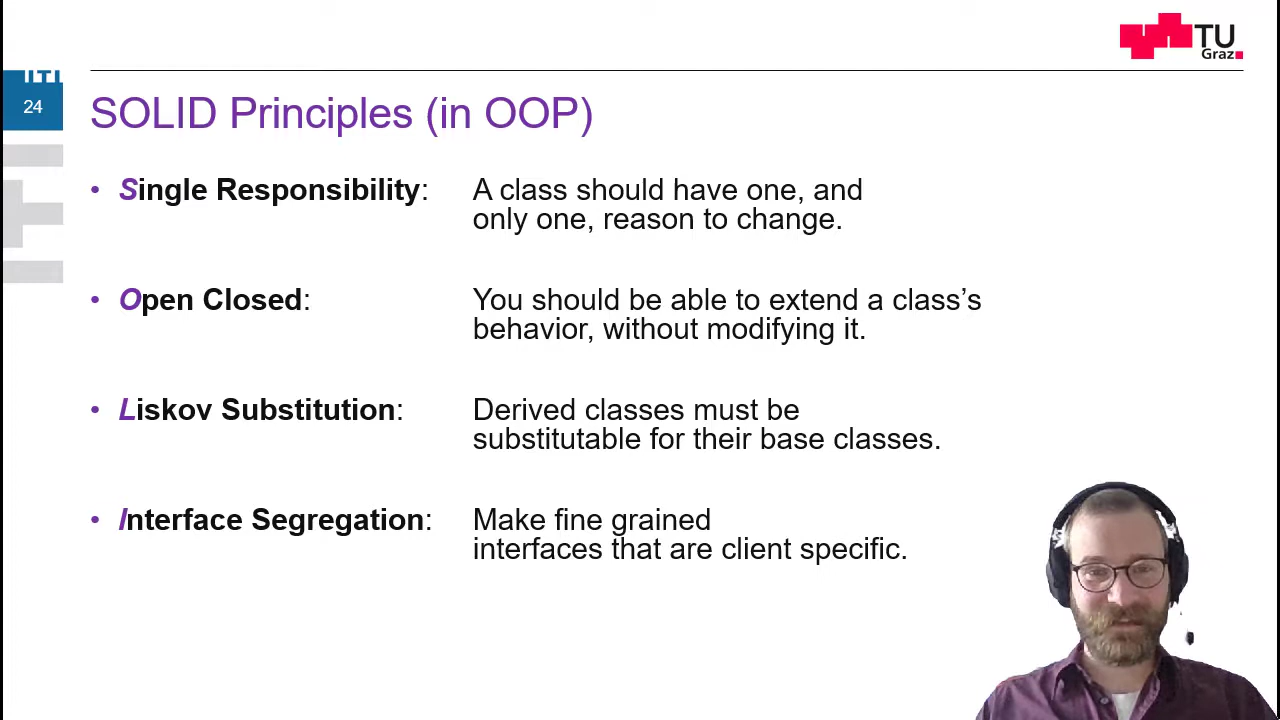 TU
Graz
24
SOLID Principles (in OOP)
• Single Responsibility: A class should have one, and
only one, reason to change.
• Open Closed: You should be able to extend a class’s
behavior, without modifying it.
• Liskov Substitution: Derived classes must be
substitutable for their base classes.
• Interface Segregation: Make fine grained
interfaces that are client specific.